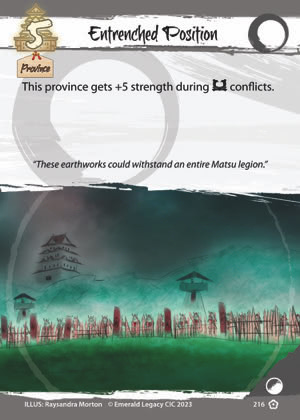 5
Entrenched Position
Province
This province gets +5 strength during conflicts.
"These earthworks could withstand an entire Matsu legion."
ILLUS: Raysandra Morton © Emerald Legacy CIC 2023
216